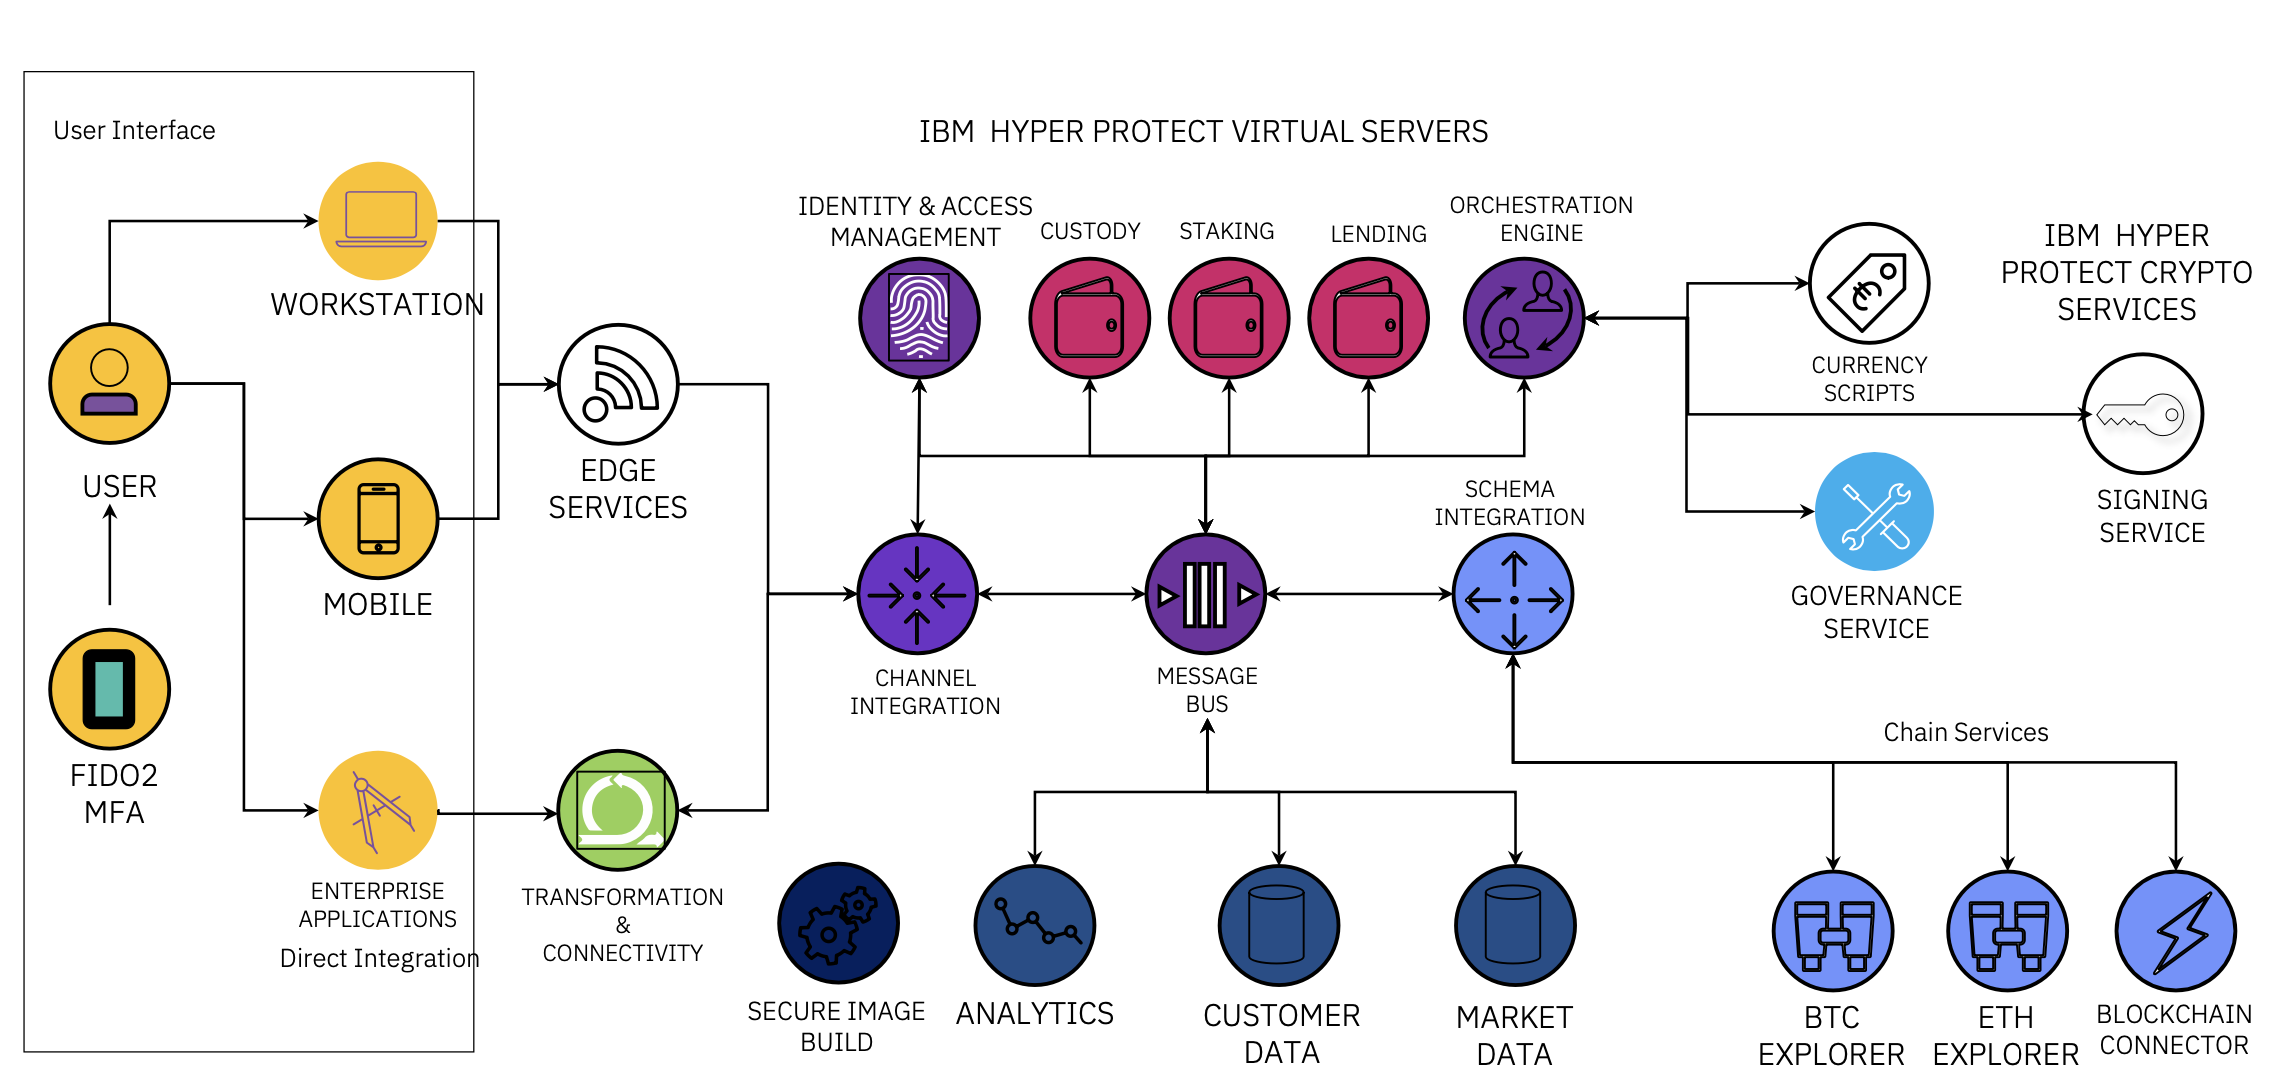 User Interface
WORKSTATION
USER
MOBILE
FIDO2
MFA
ENTERPRISE
APPLICATIONS
Direct Integration
EDGE
SERVICES
TRANSFORMATION
&
CONNECTIVITY
IBM  HYPER PROTECT VIRTUAL SERVERS
IDENTITY & ACCESS
MANAGEMENT
CUSTODY
STAKING
LENDING
ORCHESTRATION
ENGINE
CHANNEL
INTEGRATION
MESSAGE
BUS
SCHEMA
INTEGRATION
SECURE IMAGE
BUILD
ANALYTICS
CUSTOMER
DATA
MARKET
DATA
CURRENCY
SCRIPTS
IBM  HYPER
PROTECT CRYPTO
SERVICES
SIGNING
SERVICE
GOVERNANCE
SERVICE
Chain Services
BTC
EXPLORER
ETH
EXPLORER
BLOCKCHAIN
CONNECTOR